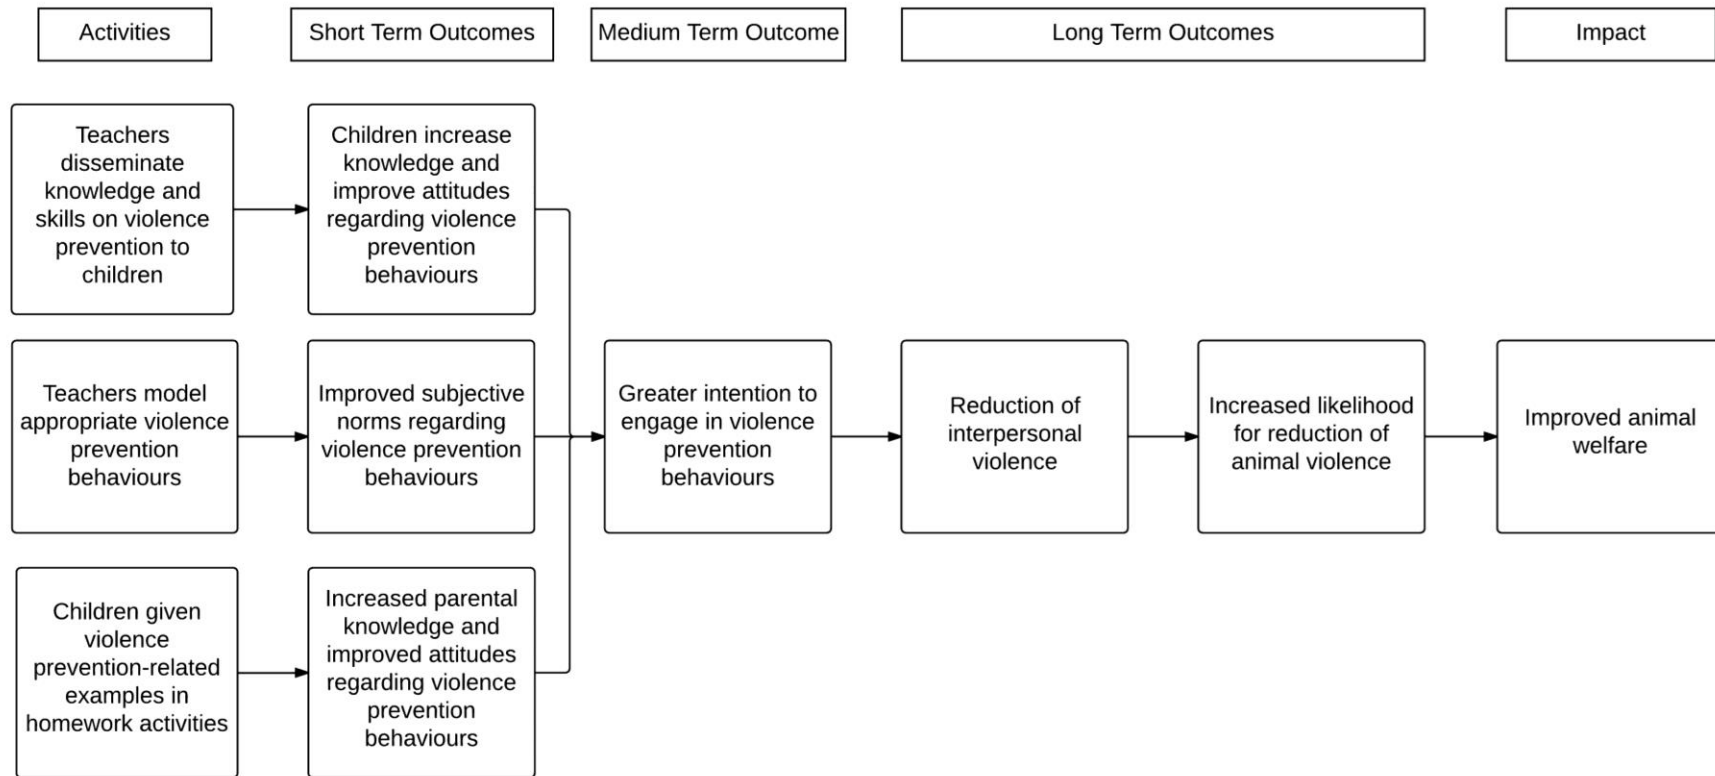 Activities
Short Term Outcomes
Medium Term Outcome
Long Term Outcomes
Impact
Teachers
disseminate
knowledge and
skills on violence
prevention to
children
Children increase
knowledge and
improve attitudes
regarding violence
prevention
behaviours
Teachers model
appropriate violence
prevention
behaviours
Improved subjective
norms regarding
violence prevention
behaviours
Greater intention to
engage in violence
prevention
behaviours
Reduction of
interpersonal
violence
Increased likelihood
for reduction of
animal violence
Improved animal
welfare
Children given
violence
prevention-related
examples in
homework activities
Increased parental
knowledge and
improved attitudes
regarding violence
prevention
behaviours